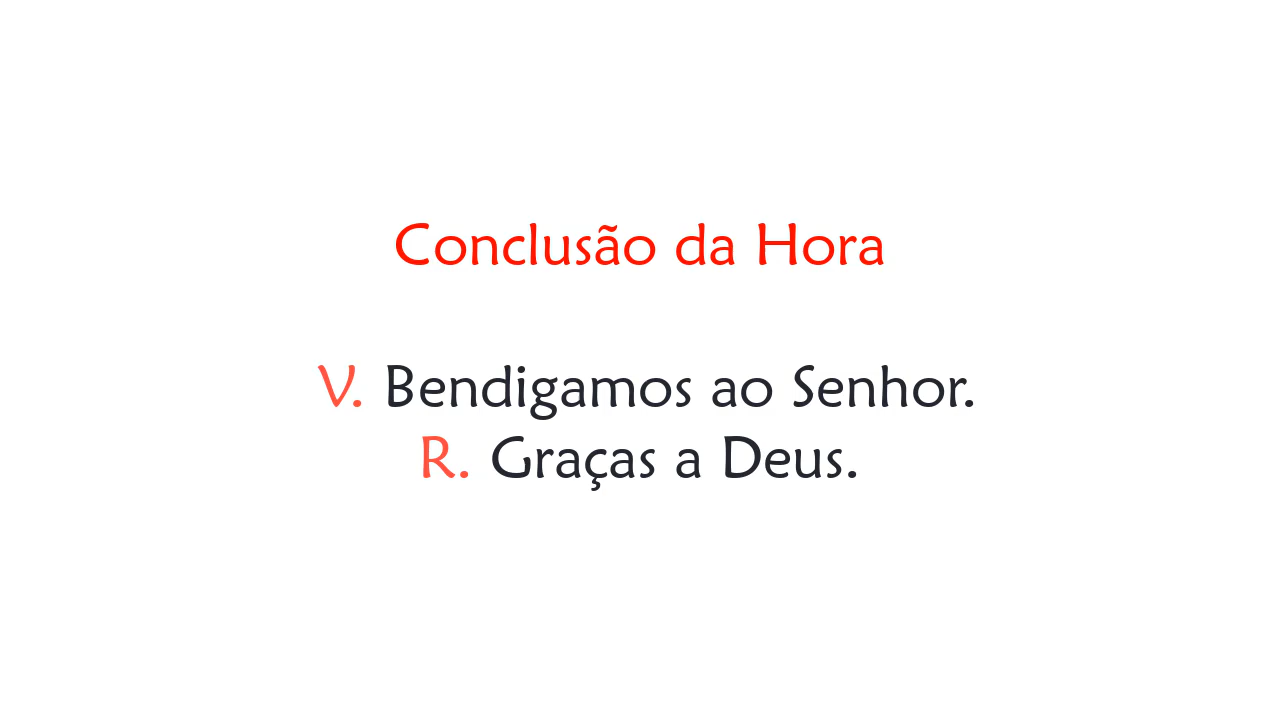 Conclusão da Hora
V. Bendigamos ao Senhor.
R. Graças a Deus.